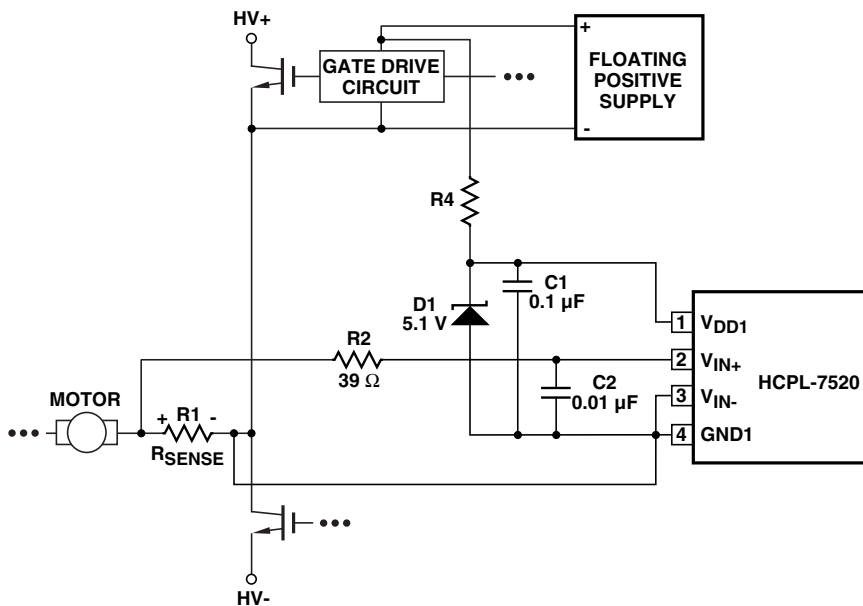 HV+
GATE DRIVE
CIRCUIT
+
FLOATING
POSITIVE
SUPPLY
-
R4
C1
0.1 µF
D1
5.1 V
1 VDD1
R2
39 Ω
2 VIN+
HCPL-7520
C2
0.01 µF
3 VIN-
4 GND1
MOTOR
+ R1 -
RSENSE
HV-